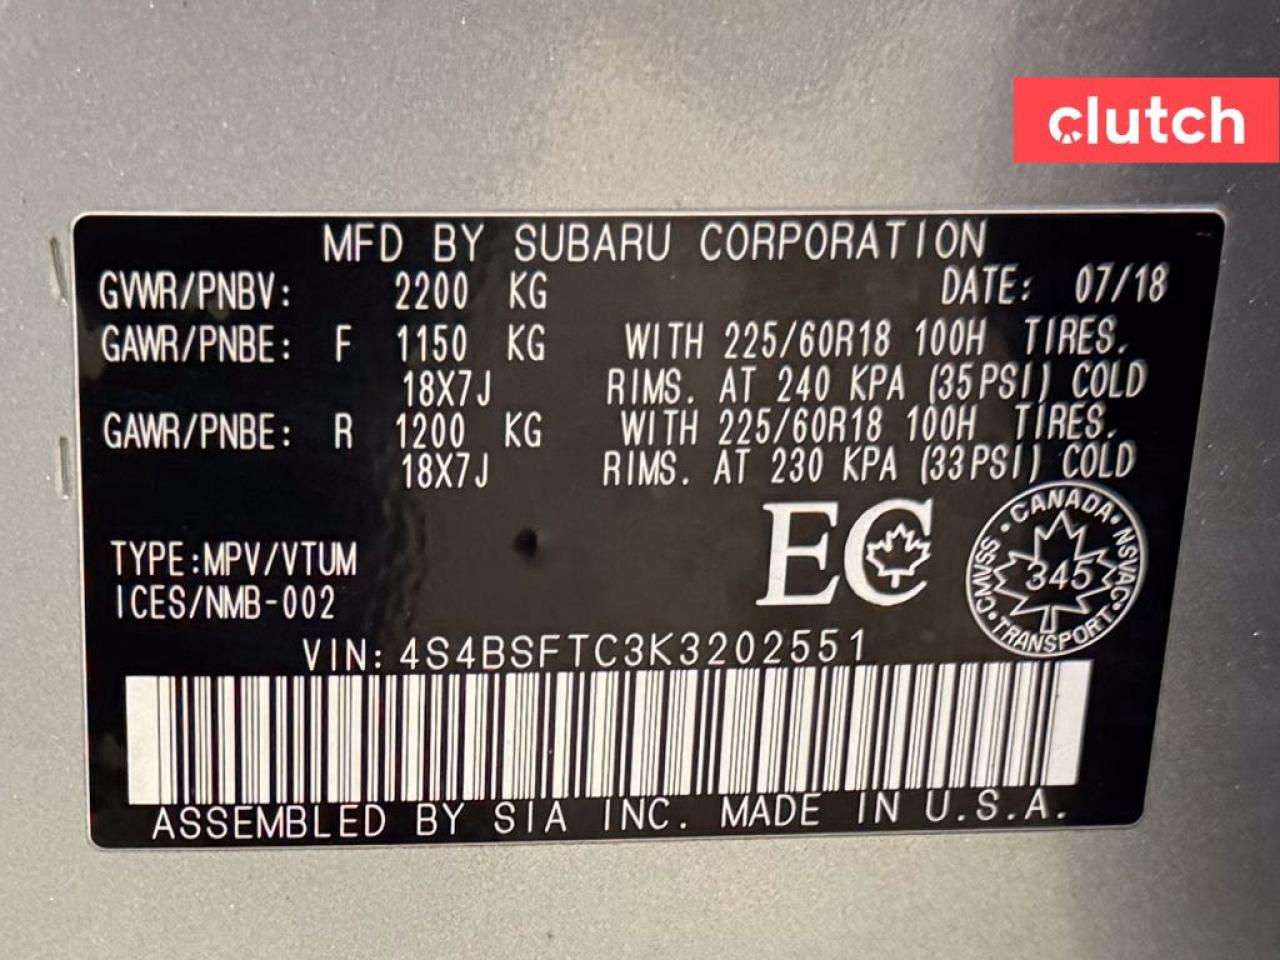 clutch
MFD BY SUBARU CORPORATION
GVWR/PNBV: 2200 KG DATE: 07/18
GAWR/PNBE: F 1150 KG WITH 225/60R18 100H TIRES.
18X7J RIMS. AT 240 KPA (35PSI) COLD
GAWR/PNBE: R 1200 KG WITH 225/60R18 100H TIRES.
18X7J RIMS. AT 230 KPA (33PSI) COLD
TYPE:MPV/VTUM
ICES/NMB-002
EC
CANADA · NSVAC · TRANSPORT · CMVSS ·
345
VIN: 4S4BSFTC3K3202551
ASSEMBLED BY SIA INC. MADE IN U.S.A.